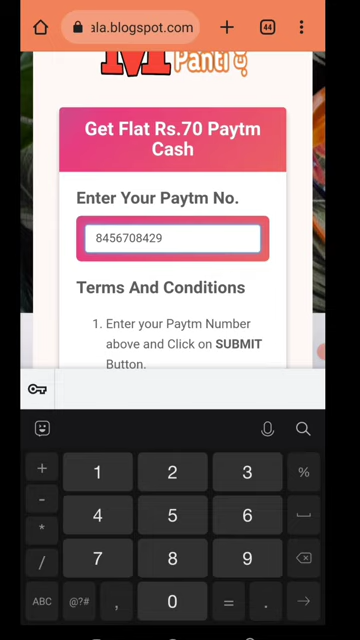 ala.blogspot.com
44
Panti
Get Flat Rs.70 Paytm
Cash
Enter Your Paytm No.
8456708429
Terms And Conditions
1. Enter your Paytm Number
above and Click on SUBMIT
Button.
+ 1 2 3 %
- 4 5 6
* 7 8 9
/
ABC @?# , 0 = .